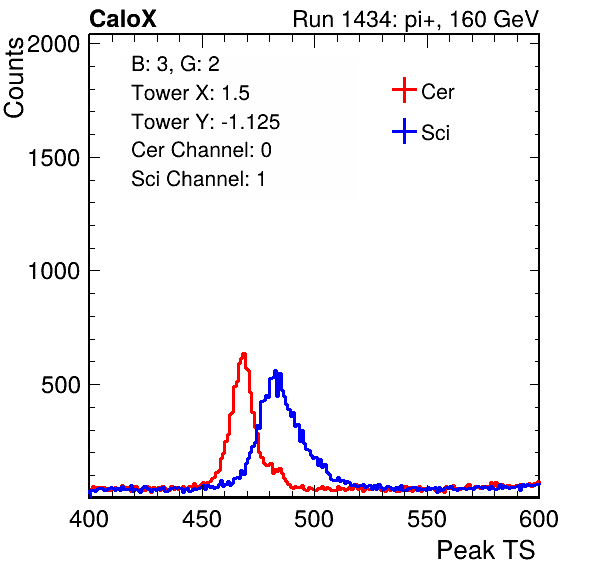 CaloX Run 1434: pi+, 160 GeV
Counts
2000
1500
1000
500
B: 3, G: 2
Tower X: 1.5
Tower Y: -1.125
Cer Channel: 0
Sci Channel: 1
Cer
Sci
400 450 500 550 600
Peak TS